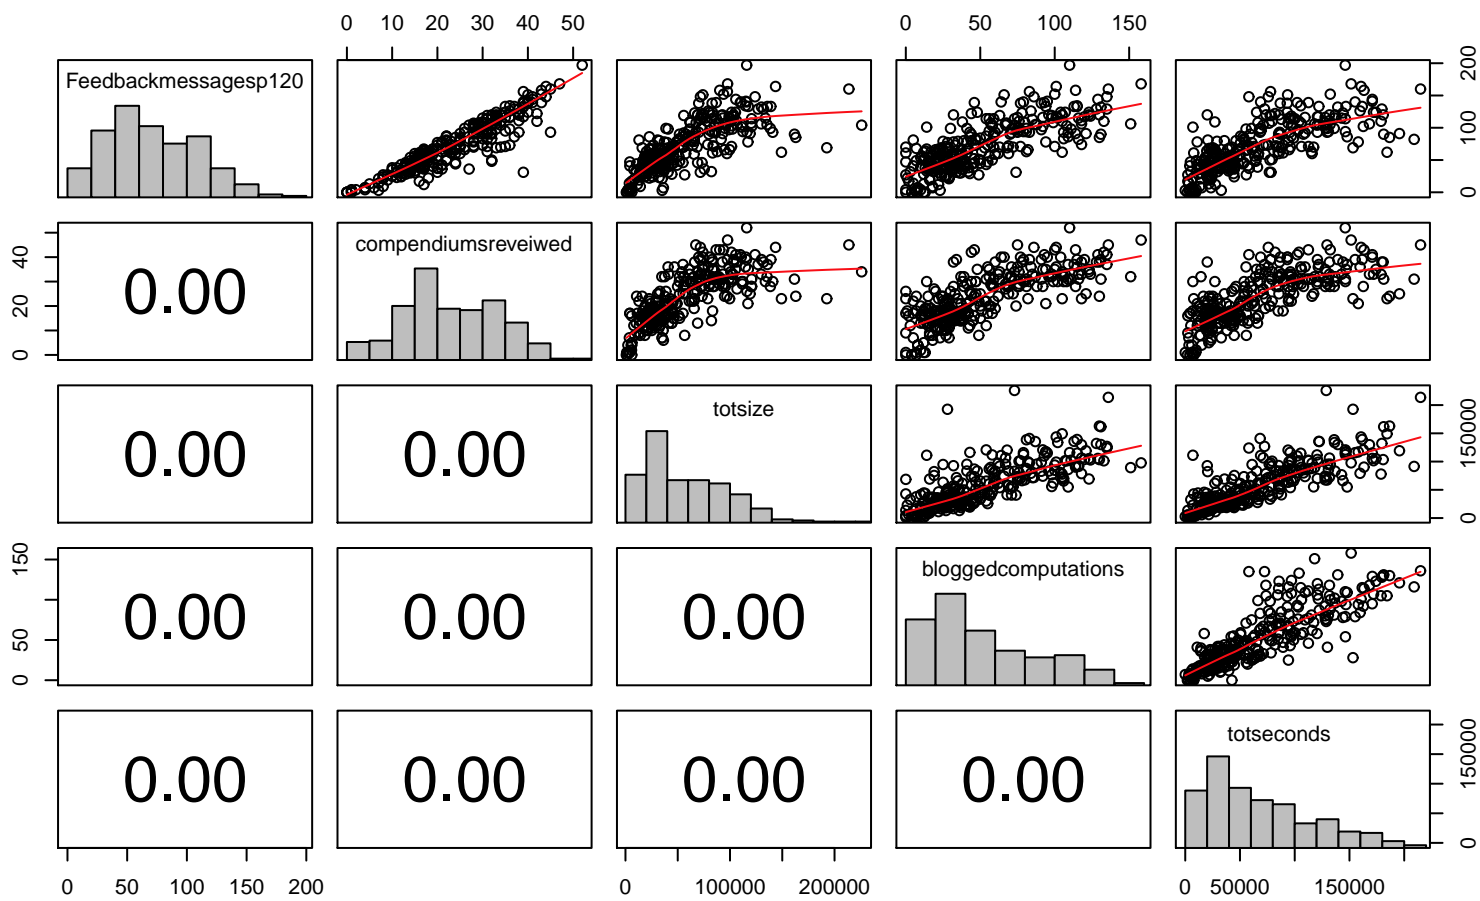 0 10 20 30 40 50 0 50 100 150
Feedbackmessagesp120
0 100 200
0.00 compendiumsreveiwed
0 20 40
0.00 0.00 totsize
0 150000
0.00 0.00 0.00 bloggedcomputations
0 50 150
0.00 0.00 0.00 0.00 totseconds
0 150000
0 50 100 150 200 0 100000 200000 0 50000 150000